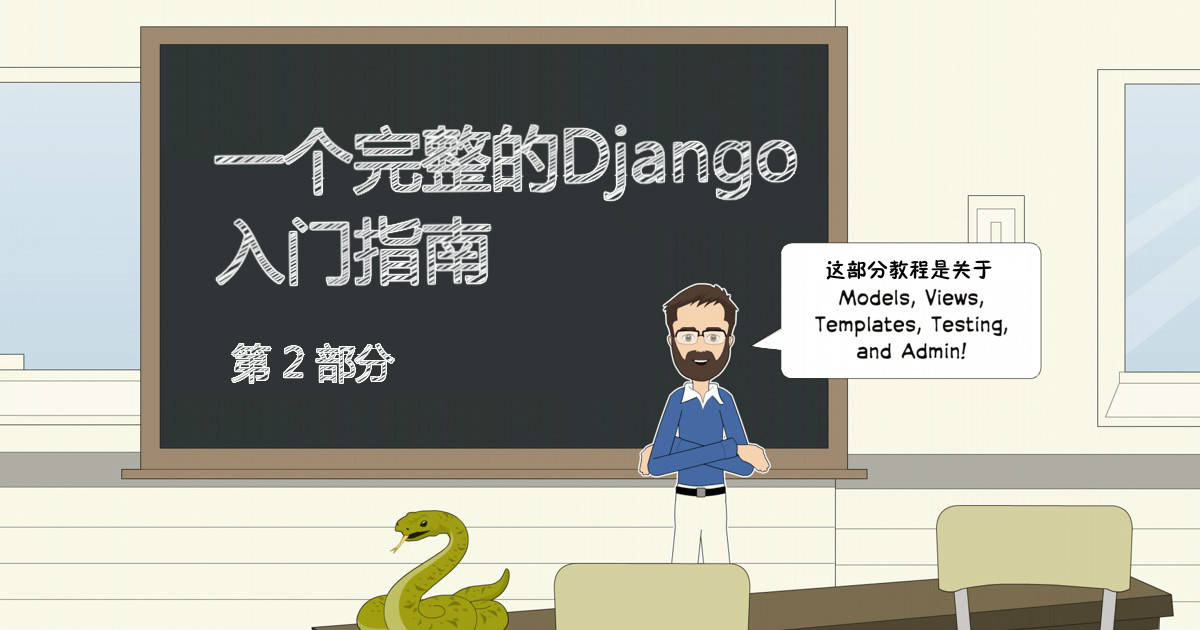 一个完整的Django
入门指南
第 2 部分
这部分教程是关于
Models, Views,
Templates, Testing,
and Admin!